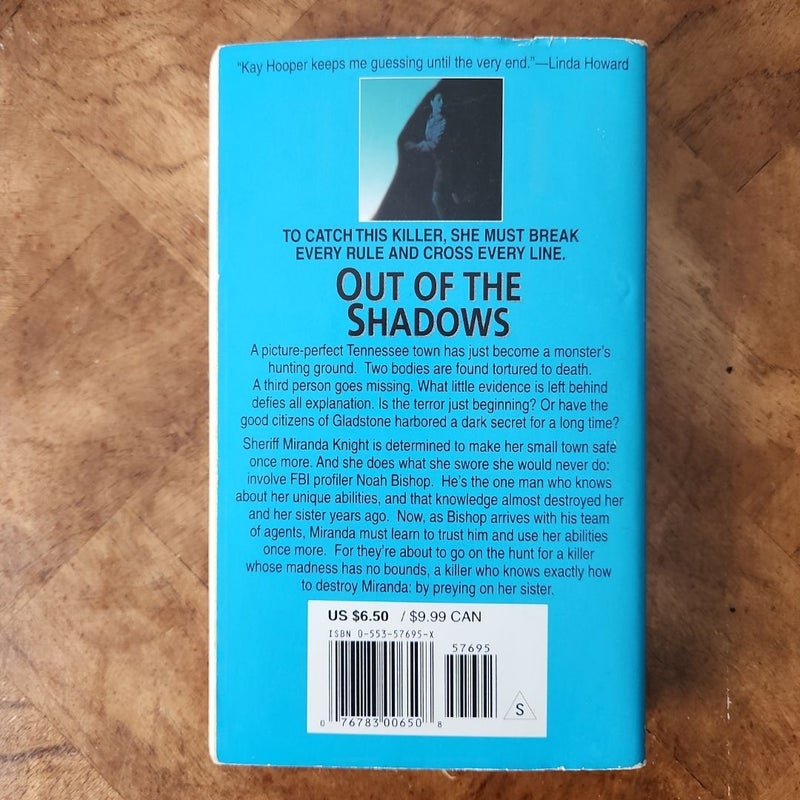 "Kay Hooper keeps me guessing until the very end."—Linda Howard
TO CATCH THIS KILLER, SHE MUST BREAK
EVERY RULE AND CROSS EVERY LINE.
OUT OF THE
SHADOWS
A picture-perfect Tennessee town has just become a monster's
hunting ground. Two bodies are found tortured to death.
A third person goes missing. What little evidence is left behind
defies all explanation. Is the terror just beginning? Or have the
good citizens of Gladstone harbored a dark secret for a long time?
Sheriff Miranda Knight is determined to make her small town safe
once more. And she does what she swore she would never do:
involve FBI profiler Noah Bishop. He's the one man who knows
about her unique abilities, and that knowledge almost destroyed her
and her sister years ago. Now, as Bishop arrives with his team
of agents, Miranda must learn to trust him and use her abilities
once more. For they're about to go on the hunt for a killer
whose madness has no bounds, a killer who knows exactly how
to destroy Miranda: by preying on her sister.
US $6.50 / $9.99 CAN
ISBN 0-553-57695-X
57695
S
0 76783 00650 8